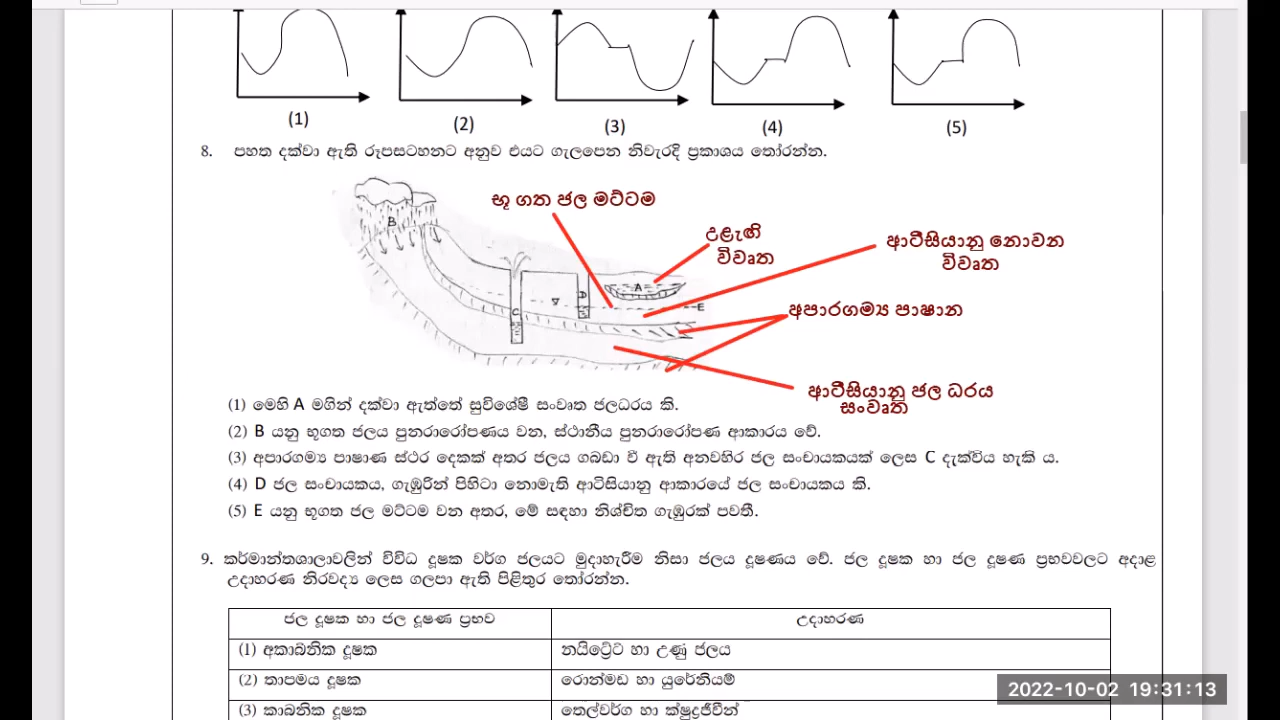 (1)
(2)
(3)
(4)
(5)
8. පහත දක්වා ඇති රූපසටහනට අනුව එයට ගැලපෙන නිවැරදි ප්‍රකාශය තෝරන්න.
භූ ගත ජල මට්ටම
උළැඟි
විවෘත
ආටීසියානු නොවන
විවෘත
B
A
D
E
C
අපාරගම්‍ය පාෂාන
ආටීසියානු ජල ධරය
සංවෘත
(1) මෙහි A මගින් දක්වා ඇත්තේ සුවිශේෂී සංවෘත ජලධරය කි.
(2) B යනු භූගත ජලය පුනරාරෝපණය වන, ස්ථානීය පුනරාරෝපණ ආකාරය වේ.
(3) අපාරගම්‍ය පාෂාණ ස්ථර දෙකක් අතර ජලය ගබඩා වී ඇති අනවහිර ජල සංචායකයක් ලෙස C දැක්විය හැකි ය.
(4) D ජල සංචායකය, ගැඹුරින් පිහිටා නොමැති ආටිසියානු ආකාරයේ ජල සංචායකය කි.
(5) E යනු භූගත ජල මට්ටම වන අතර, මේ සඳහා නිශ්චිත ගැඹුරක් පවතී.
9. කර්මාන්තශාලාවලින් විවිධ දූෂක වර්ග ජලයට මුදාහැරීම නිසා ජලය දූෂණය වේ. ජල දූෂක හා ජල දූෂණ ප්‍රභවවලට අදාළ
උදාහරණ නිරවද්‍ය ලෙස ගලපා ඇති පිළිතුර තෝරන්න.
ජල දූෂක හා ජල දූෂණ ප්‍රභව උදාහරණ
(1) අකාබනික දූෂක නයිට්‍රේට හා උණු ජලය
(2) තාපමය දූෂක රොන්මඩ හා යුරේනියම්
(3) කාබනික දූෂක තෙල්වර්ග හා ක්ෂුද්‍රජීවීන්
2022-10-02 19:31:13